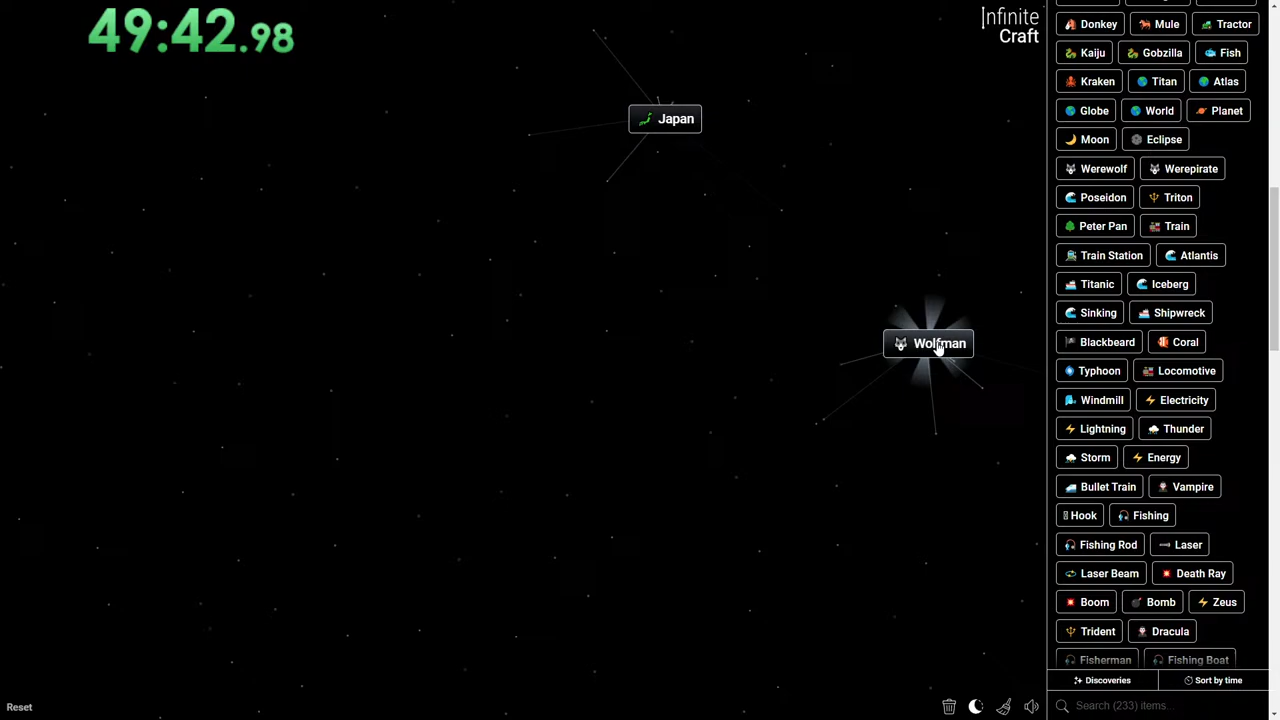 49:42.98
Infinite
Craft
Japan
Wolfman
Donkey Mule Tractor
Kaiju Gobzilla Fish
Kraken Titan Atlas
Globe World Planet
Moon Eclipse
Werewolf Werepirate
Poseidon Triton
Peter Pan Train
Train Station Atlantis
Titanic Iceberg
Sinking Shipwreck
Blackbeard Coral
Typhoon Locomotive
Windmill Electricity
Lightning Thunder
Storm Energy
Bullet Train Vampire
Hook Fishing
Fishing Rod Laser
Laser Beam Death Ray
Boom Bomb Zeus
Trident Dracula
Fisherman Fishing Boat
Discoveries Sort by time
Search (233) items...
Reset